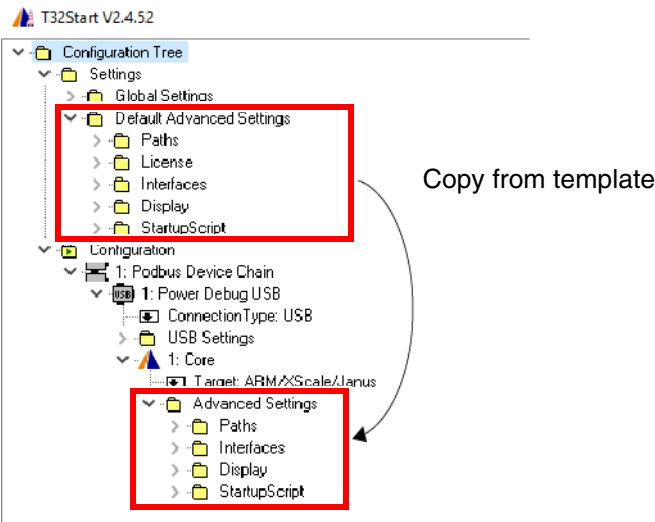 T32Start V2.4.52
Configuration Tree
Settings
Global Settings
Default Advanced Settings
Paths
License
Interfaces
Display
StartupScript
Copy from template
Configuration
1: Podbus Device Chain
USB 1: Power Debug USB
ConnectionType: USB
USB Settings
1: Core
Target: ARM/XScale/Janus
Advanced Settings
Paths
Interfaces
Display
StartupScript